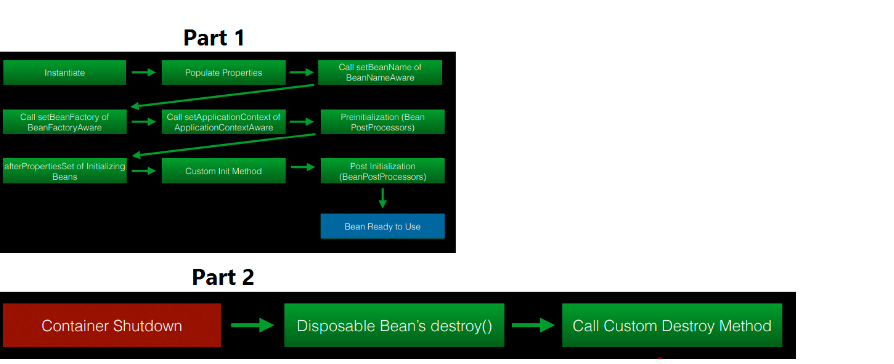 Part 1
Instantiate
Populate Properties
Call setBeanName of
BeanNameAware
Call setBeanFactory of
BeanFactoryAware
Call setApplicationContext of
ApplicationContextAware
Preinitialization (Bean
PostProcessors)
afterPropertiesSet of Initializing
Beans
Custom Init Method
Post Initialization
(BeanPostProcessors)
Bean Ready to Use
Part 2
Container Shutdown
Disposable Bean's destroy()
Call Custom Destroy Method